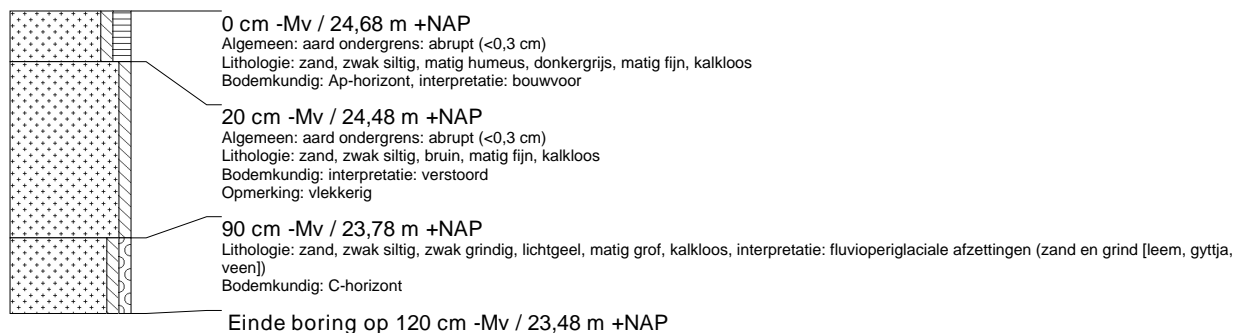 0 cm -Mv / 24,68 m +NAP
Algemeen: aard ondergrens: abrupt (<0,3 cm)
Lithologie: zand, zwak siltig, matig humeus, donkergrijs, matig fijn, kalkloos
Bodemkundig: Ap-horizont, interpretatie: bouwvoor
20 cm -Mv / 24,48 m +NAP
Algemeen: aard ondergrens: abrupt (<0,3 cm)
Lithologie: zand, zwak siltig, bruin, matig fijn, kalkloos
Bodemkundig: interpretatie: verstoord
Opmerking: vlekkerig
90 cm -Mv / 23,78 m +NAP
Lithologie: zand, zwak siltig, zwak grindig, lichtgeel, matig grof, kalkloos, interpretatie: fluvioperiglaciale afzettingen (zand en grind [leem, gyttja,
veen])
Bodemkundig: C-horizont
Einde boring op 120 cm -Mv / 23,48 m +NAP